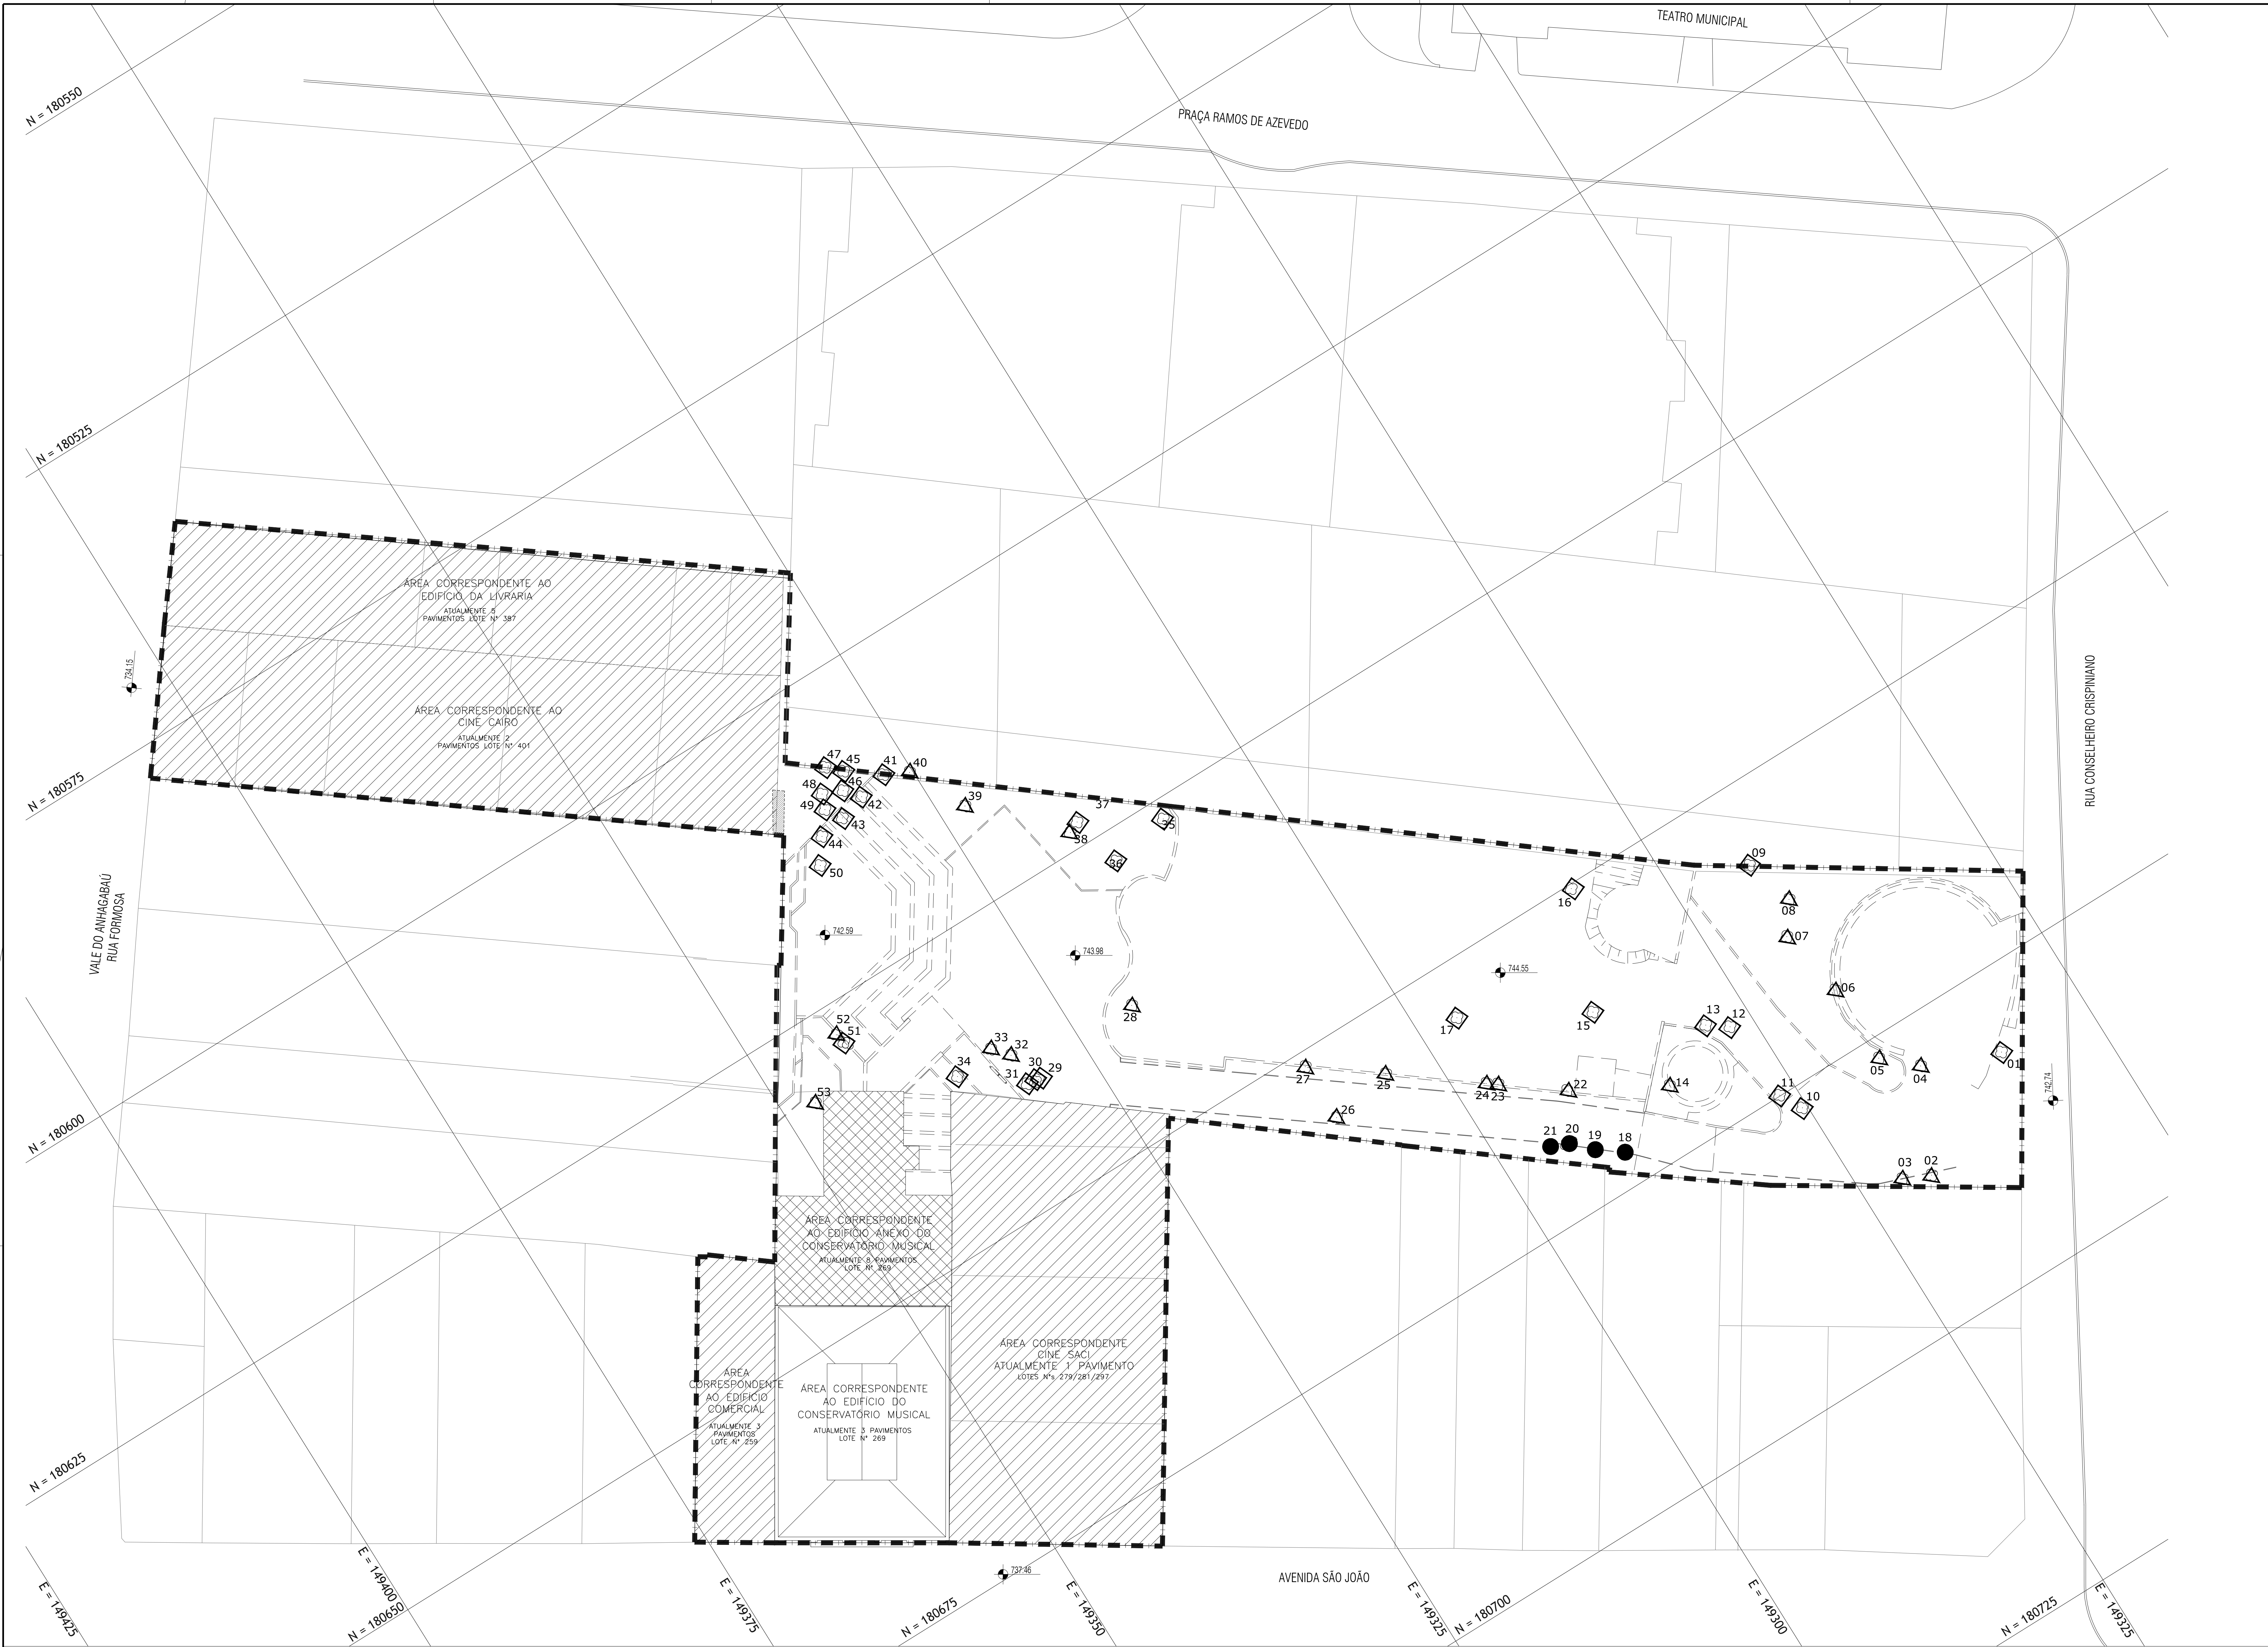 TEATRO MUNICIPAL
N = 180550
PRAÇA RAMOS DE AZEVEDO
N = 180525
ÁREA CORRESPONDENTE AO
EDIFÍCIO DA LIVRARIA
ATUALMENTE 5
PAVIMENTOS LOTE N° 387
734.15
ÁREA CORRESPONDENTE AO
CINE CAIRO
ATUALMENTE 2
PAVIMENTOS LOTE N° 401
RUA CONSELHEIRO CRISPINIANO
N = 180575
47
45
41
40
48
46
42
39
37
49
43
38
35
44
36
50
09
16
08
VALE DO ANHAGABAÚ
RUA FORMOSA
742.59
743.98
744.55
07
06
28
52
51
17
15
13
12
33
32
34
31
30
29
27
25
24
23
22
14
11
10
05
04
01
53
26
742.74
21
20
19
18
03
02
N = 180600
ÁREA CORRESPONDENTE
AO EDIFÍCIO ANEXO DO
CONSERVATÓRIO MUSICAL
ATUALMENTE 8 PAVIMENTOS
LOTE N° 269
ÁREA CORRESPONDENTE
CINE SACI
ATUALMENTE 1 PAVIMENTO
LOTES N°s 279/281/297
ÁREA
CORRESPONDENTE
AO EDIFÍCIO
COMERCIAL
ATUALMENTE 3
PAVIMENTOS
LOTE N° 259
ÁREA CORRESPONDENTE
AO EDIFÍCIO DO
CONSERVATÓRIO MUSICAL
ATUALMENTE 3 PAVIMENTOS
LOTE N° 269
N = 180625
737.46
AVENIDA SÃO JOÃO
E = 149425
E = 149400
N = 180650
E = 149375
N = 180675
E = 149350
E = 149325
N = 180700
E = 149300
N = 180725
E = 149325